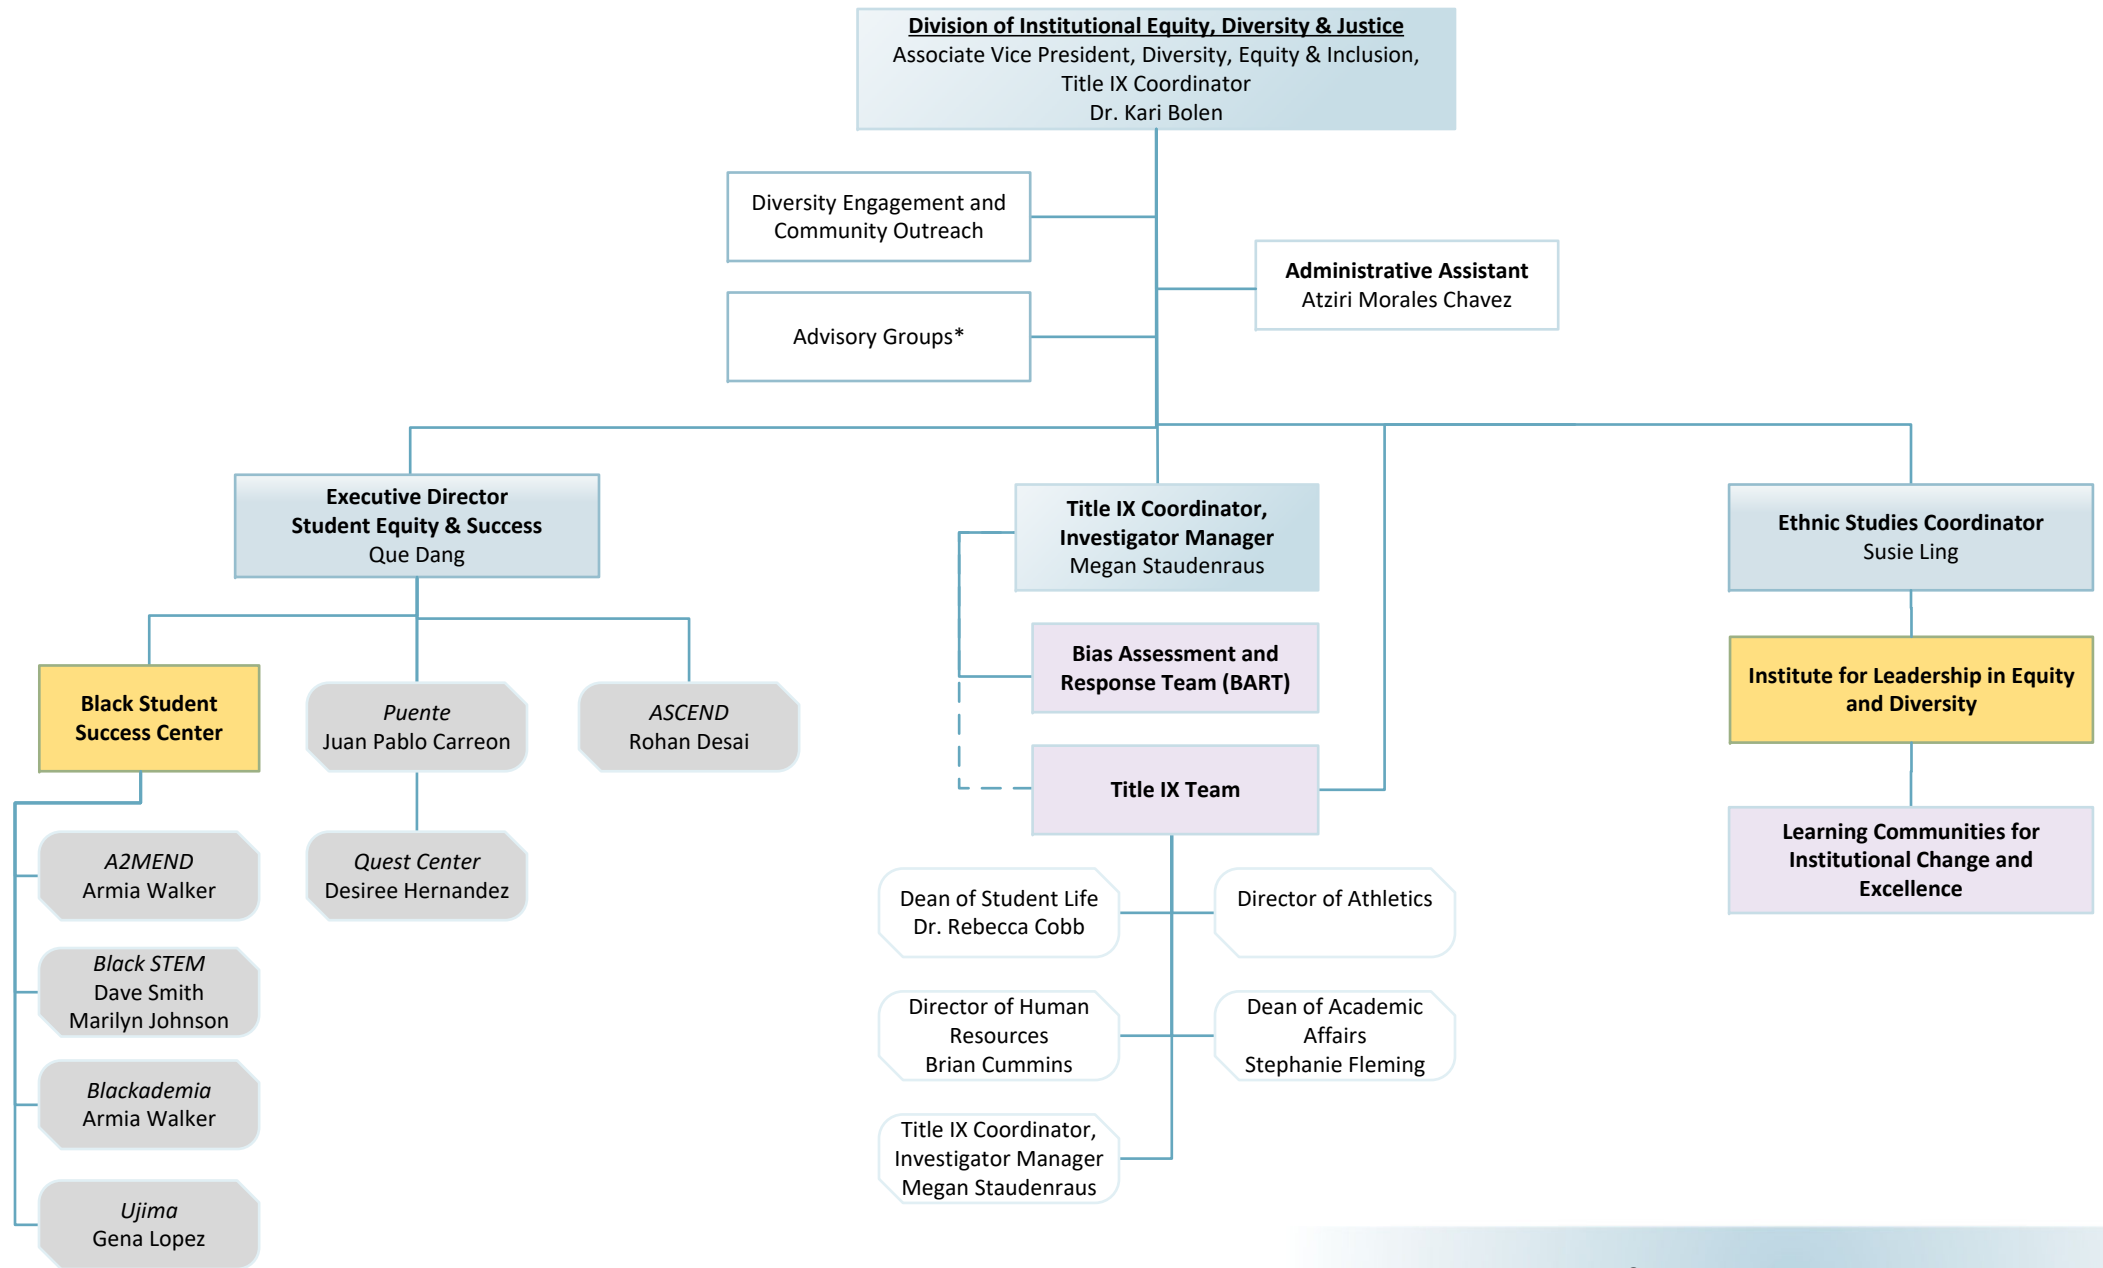 Division of Institutional Equity, Diversity & Justice
Associate Vice President, Diversity, Equity & Inclusion,
Title IX Coordinator
Dr. Kari Bolen
Diversity Engagement and
Community Outreach
Administrative Assistant
Atziri Morales Chavez
Advisory Groups*
Executive Director
Student Equity & Success
Que Dang
Title IX Coordinator,
Investigator Manager
Megan Staudenraus
Ethnic Studies Coordinator
Susie Ling
Black Student
Success Center
Puente
Juan Pablo Carreon
ASCEND
Rohan Desai
Bias Assessment and
Response Team (BART)
Institute for Leadership in Equity
and Diversity
Title IX Team
Learning Communities for
Institutional Change and
Excellence
A2MEND
Armia Walker
Quest Center
Desiree Hernandez
Black STEM
Dave Smith
Marilyn Johnson
Blackademia
Armia Walker
Ujima
Gena Lopez
Dean of Student Life
Dr. Rebecca Cobb
Director of Athletics
Director of Human
Resources
Brian Cummins
Dean of Academic
Affairs
Stephanie Fleming
Title IX Coordinator,
Investigator Manager
Megan Staudenraus